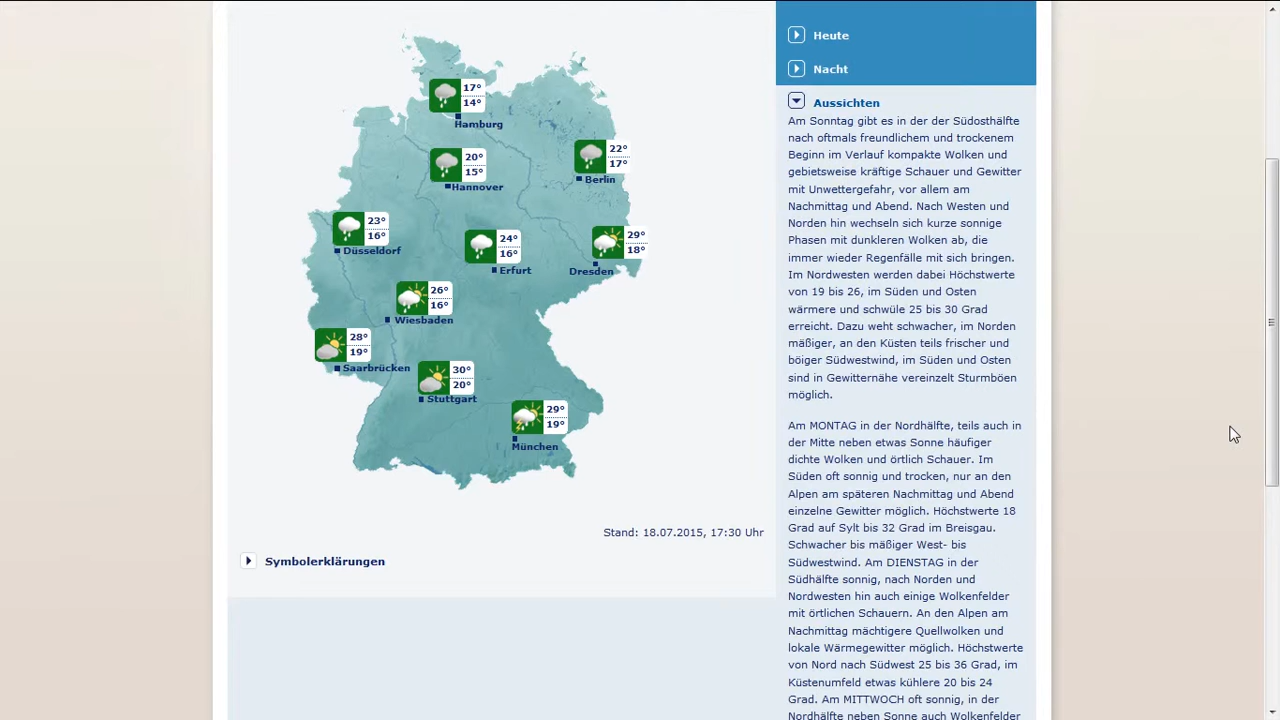 17°
14°
Hamburg
20°
15°
Hannover
22°
17°
Berlin
23°
16°
Düsseldorf
24°
16°
Erfurt
29°
18°
Dresden
26°
16°
Wiesbaden
28°
19°
Saarbrücken
30°
20°
Stuttgart
29°
19°
München
Stand: 18.07.2015, 17:30 Uhr
Symbolerklärungen
Heute
Nacht
Aussichten
Am Sonntag gibt es in der der Südosthälfte
nach oftmals freundlichem und trockenem
Beginn im Verlauf kompakte Wolken und
gebietsweise kräftige Schauer und Gewitter
mit Unwettergefahr, vor allem am
Nachmittag und Abend. Nach Westen und
Norden hin wechseln sich kurze sonnige
Phasen mit dunkleren Wolken ab, die
immer wieder Regenfälle mit sich bringen.
Im Nordwesten werden dabei Höchstwerte
von 19 bis 26, im Süden und Osten
wärmere und schwüle 25 bis 30 Grad
erreicht. Dazu weht schwacher, im Norden
mäßiger, an den Küsten teils frischer und
böiger Südwestwind, im Süden und Osten
sind in Gewitternähe vereinzelt Sturmböen
möglich.
Am MONTAG in der Nordhälfte, teils auch in
der Mitte neben etwas Sonne häufiger
dichte Wolken und örtlich Schauer. Im
Süden oft sonnig und trocken, nur an den
Alpen am späteren Nachmittag und Abend
einzelne Gewitter möglich. Höchstwerte 18
Grad auf Sylt bis 32 Grad im Breisgau.
Schwacher bis mäßiger West- bis
Südwestwind. Am DIENSTAG in der
Südhälfte sonnig, nach Norden und
Nordwesten hin auch einige Wolkenfelder
mit örtlichen Schauern. An den Alpen am
Nachmittag mächtigere Quellwolken und
lokale Wärmegewitter möglich. Höchstwerte
von Nord nach Südwest 25 bis 36 Grad, im
Küstenumfeld etwas kühlere 20 bis 24
Grad. Am MITTWOCH oft sonnig, in der
Nordhälfte neben Sonne auch Wolkenfelder